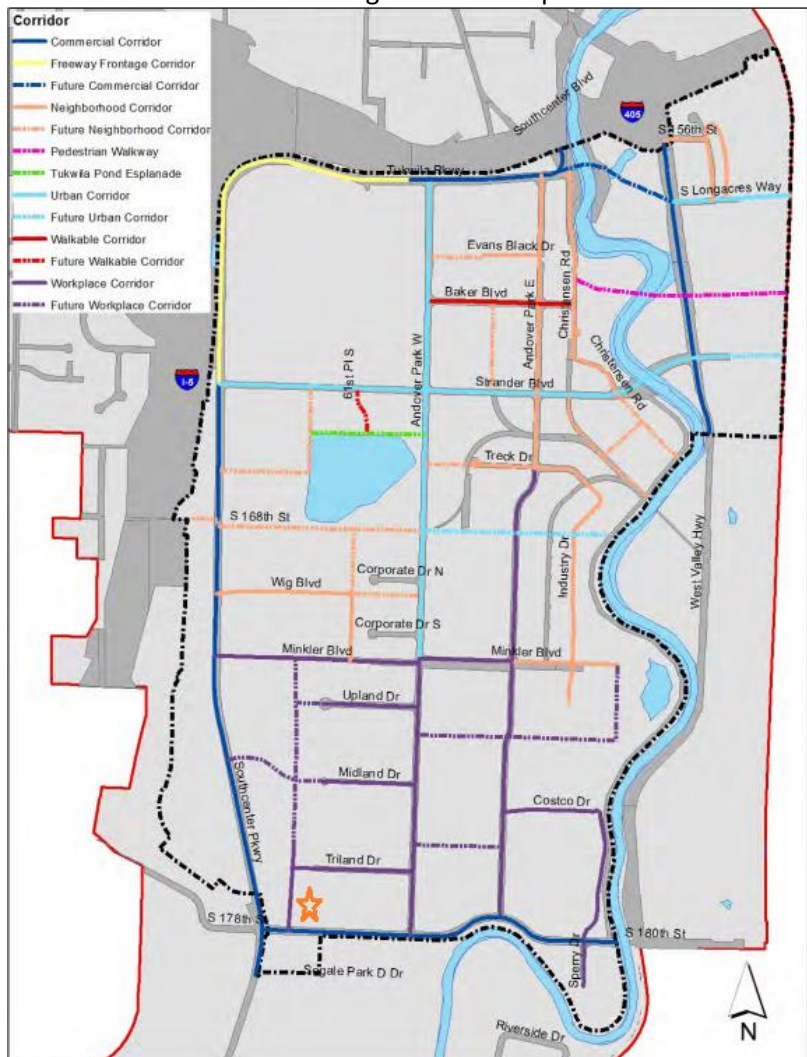 Corridor
Commercial Corridor
Freeway Frontage Corridor
Future Commercial Corridor
Neighborhood Corridor
Future Neighborhood Corridor
Pedestrian Walkway
Tukwila Pond Esplanade
Urban Corridor
Future Urban Corridor
Walkable Corridor
Future Walkable Corridor
Workplace Corridor
Future Workplace Corridor
Southcenter Blvd
405
S 156th St
Tukwila Pkwy
S Longacres Way
Evans Black Dr
Christensen Rd
Andover Park E
Baker Blvd
Andover Park W
61st Pl S
I-5
Strander Blvd
Christensen Rd
Treck Dr
S 168th St
West Valley Hwy
Industry Dr
Corporate Dr N
Wig Blvd
Corporate Dr S
Minkler Blvd
Minkler Blvd
Upland Dr
Southcenter Pkwy
Midland Dr
Costco Dr
Triland Dr
S 178th S
S 180th St
Sperry Dr
Segale Park D Dr
Riverside Dr
N